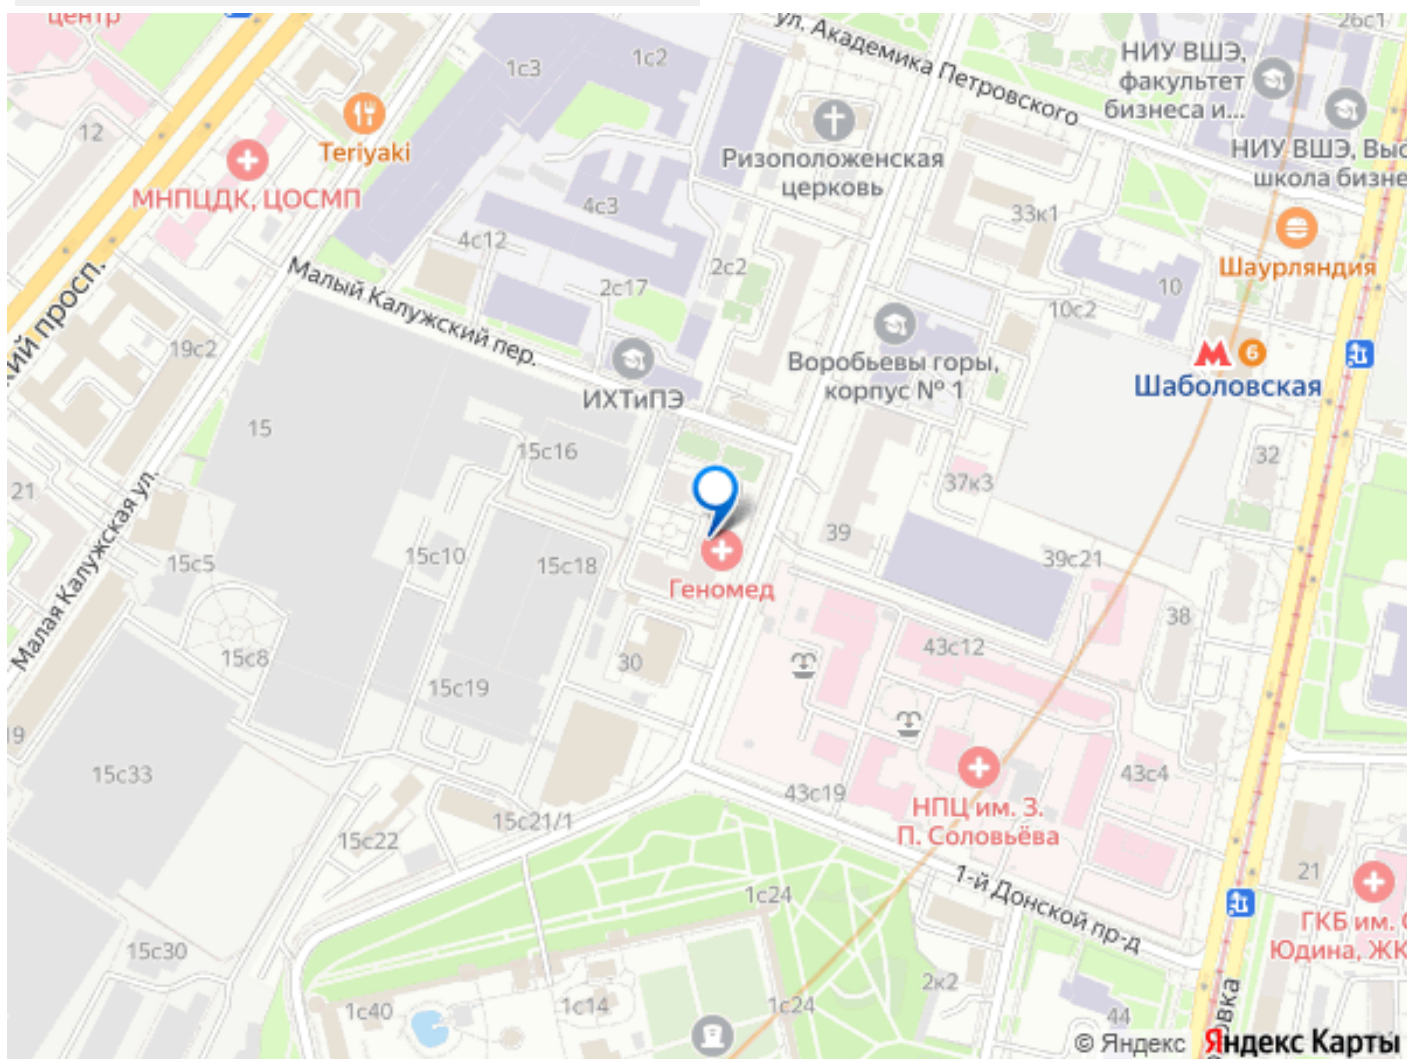 центр
26с1
ул. Академика Петровского
1с2
1с3
НИУ ВШЭ,
факультет
бизнеса и...
12
Teriyaki
МНПЦДК, ЦОСМП
Ризоположенская
церковь
НИУ ВШЭ, Выс
школа бизне
4с3
33к1
4с12
2с2
Шаурляндия
Малый Калужский пер.
2с17
10
10с2
кий просп.
19с2
ИХТиПЭ
Воробьевы горы,
корпус № 1
М 6
Шаболовская
15
15с16
32
37к3
21
Малая Калужская ул.
39
15с5
15с10
15с18
39с21
Геномед
38
15с8
30
43с12
15с19
19
15с33
43с19
43с4
НПЦ им. З.
П. Соловьёва
15с22
15с21/1
1-й Донской пр-д
21
1с24
ГКБ им. С
Юдина, ЖК
15с30
2к2
1с40
1с14
1с24
44
овка
© Яндекс Яндекс Карты